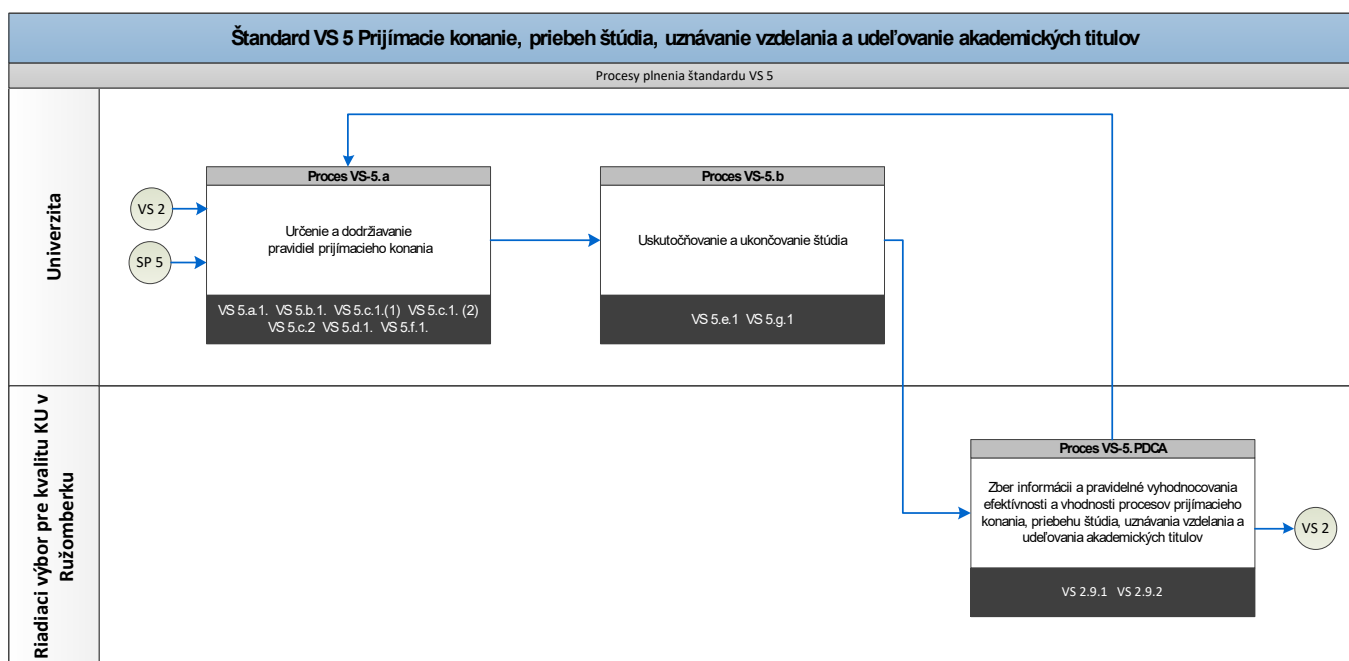 Štandard VS 5 Prijímacie konanie, priebeh štúdia, uznávanie vzdelania a udeľovanie akademických titulov
Procesy plnenia štandardu VS 5
Univerzita
VS 2
SP 5
Proces VS-5.a
Určenie a dodržiavanie
pravidiel prijímacieho konania
VS 5.a.1. VS 5.b.1. VS 5.c.1.(1) VS 5.c.1. (2)
VS 5.c.2 VS 5.d.1. VS 5.f.1.
Proces VS-5.b
Uskutočňovanie a ukončovanie štúdia
VS 5.e.1 VS 5.g.1
Riadiaci výbor pre kvalitu KU v
Ružomberku
Proces VS-5.PDCA
Zber informácii a pravidelné vyhodnocovania
efektívnosti a vhodnosti procesov prijímacieho
konania, priebehu štúdia, uznávania vzdelania a
udeľovania akademických titulov
VS 2.9.1 VS 2.9.2
VS 2